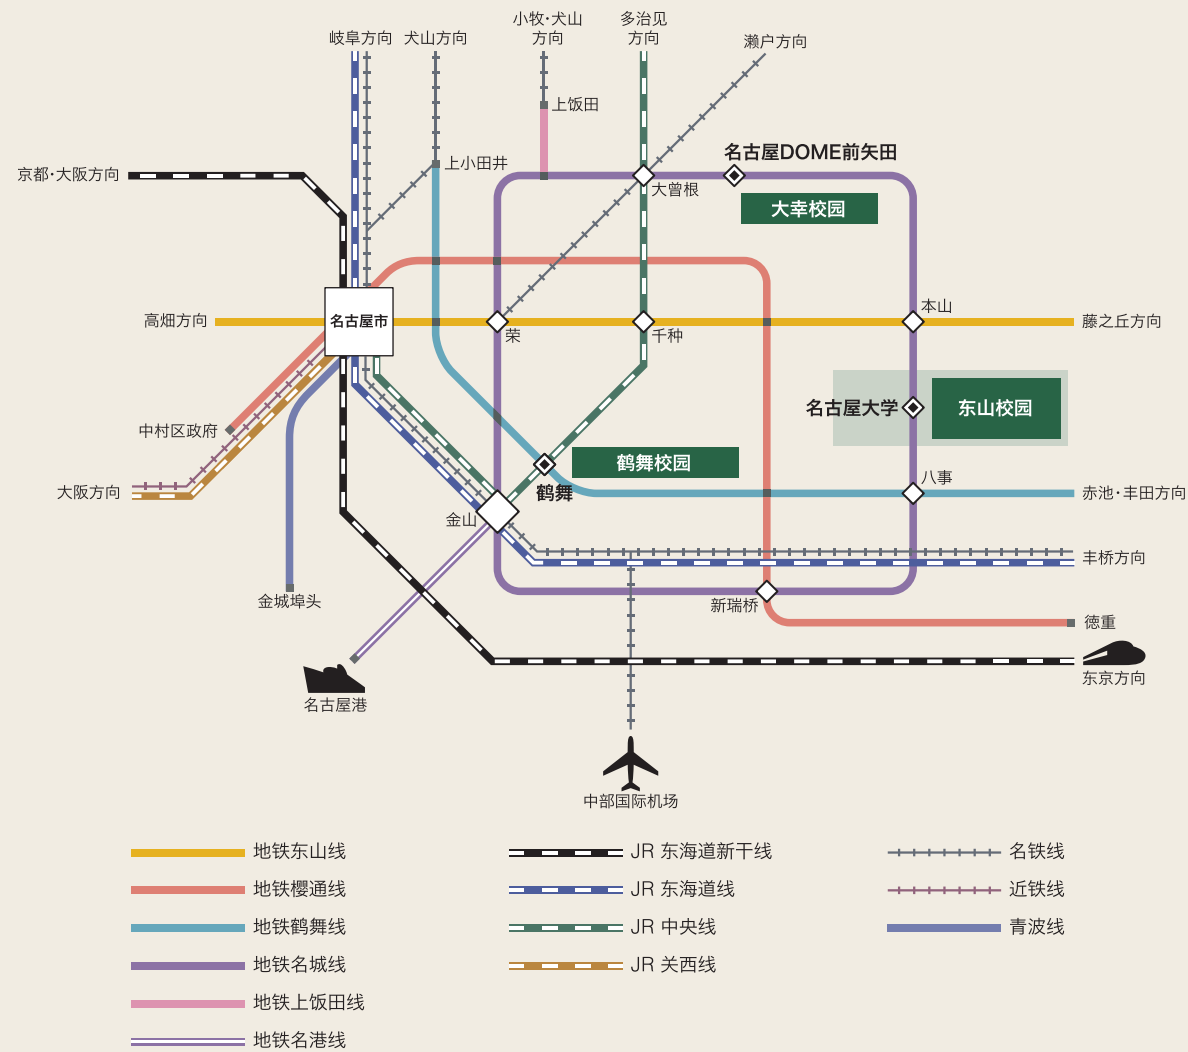 小牧･犬山
方向
多治见
方向
岐阜方向
犬山方向
濑户方向
上饭田
名古屋DOME前矢田
上小田井
京都･大阪方向
大曾根
大幸校园
本山
高畑方向
名古屋市
藤之丘方向
荣
千种
名古屋大学
东山校园
中村区政府
鹤舞校园
八事
大阪方向
鹤舞
赤池･丰田方向
金山
丰桥方向
金城埠头
新瑞桥
德重
东京方向
名古屋港
中部国际机场
地铁东山线
JR 东海道新干线
名铁线
地铁樱通线
JR 东海道线
近铁线
地铁鹤舞线
JR 中央线
青波线
地铁名城线
JR 关西线
地铁上饭田线
地铁名港线